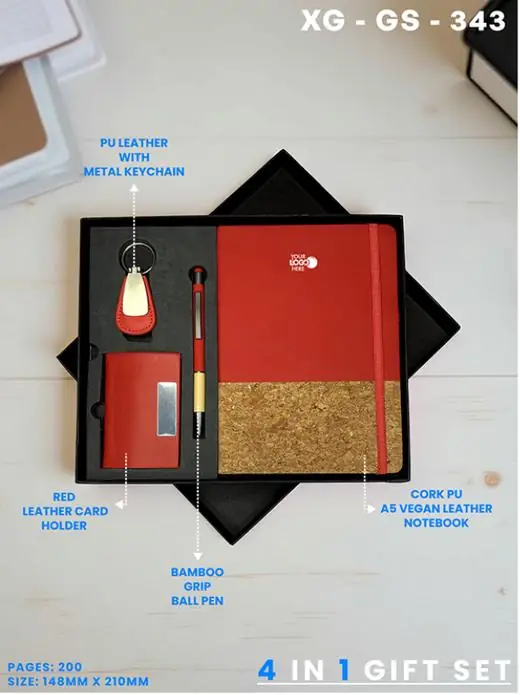 XG - GS - 343
PU LEATHER
WITH
METAL KEYCHAIN
YOUR
LOGO
HERE
RED
LEATHER CARD
HOLDER
CORK PU
A5 VEGAN LEATHER
NOTEBOOK
BAMBOO
GRIP
BALL PEN
PAGES: 200
SIZE: 148MM X 210MM
4 IN 1 GIFT SET